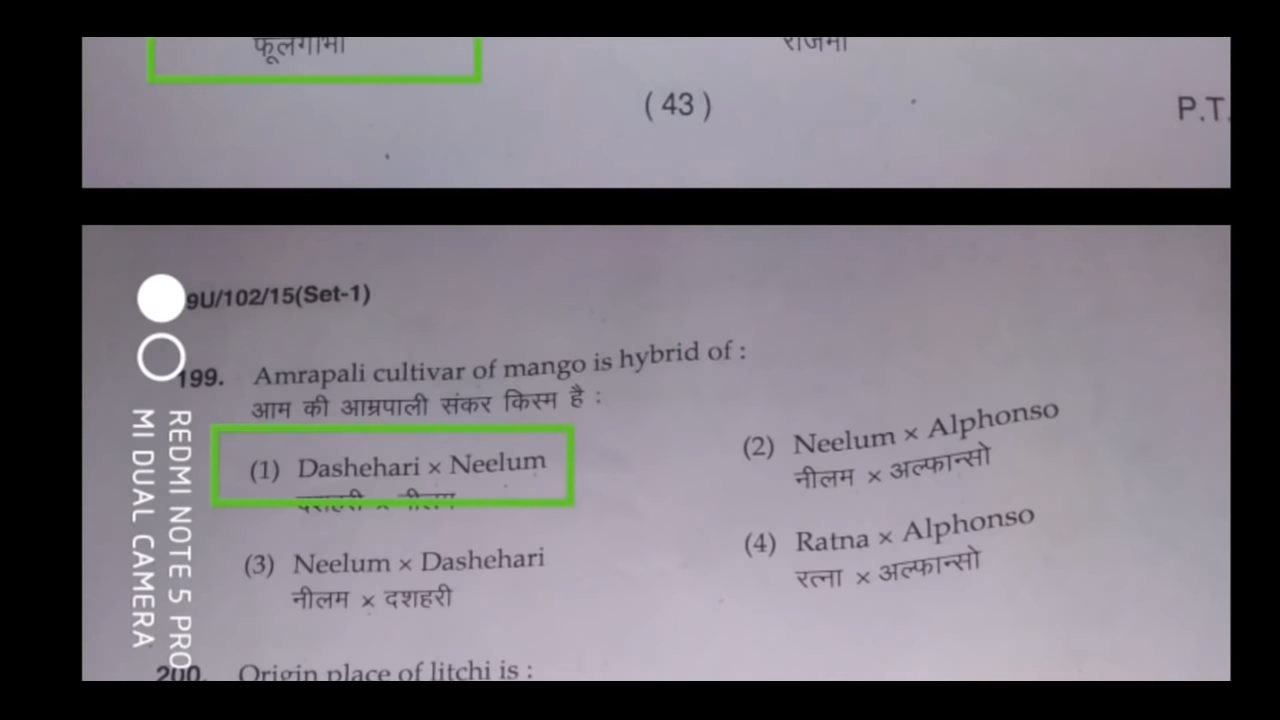 (43)
P.T.
9U/102/15(Set-1)
199. Amrapali cultivar of mango is hybrid of :
आम की आम्रपाली संकर किस्म है :
(1) Dashehari × Neelum
(2) Neelum × Alphonso
नीलम × अल्फान्सो
(3) Neelum × Dashehari
नीलम × दशहरी
(4) Ratna × Alphonso
रत्ना × अल्फान्सो
200. Origin place of litchi is :
REDMI NOTE 5 PRO
MI DUAL CAMERA